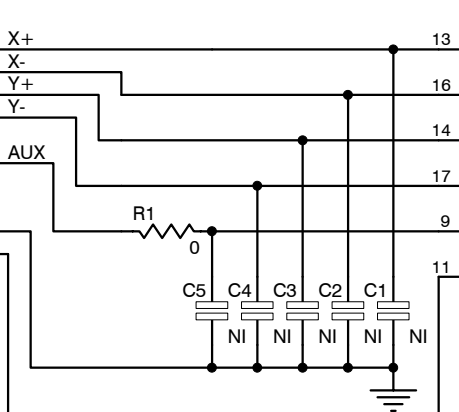 X+ 13
X-
Y+ 16
Y-
14
AUX
17
R1
9
0
11
C5 C4 C3 C2 C1
NI NI NI NI NI